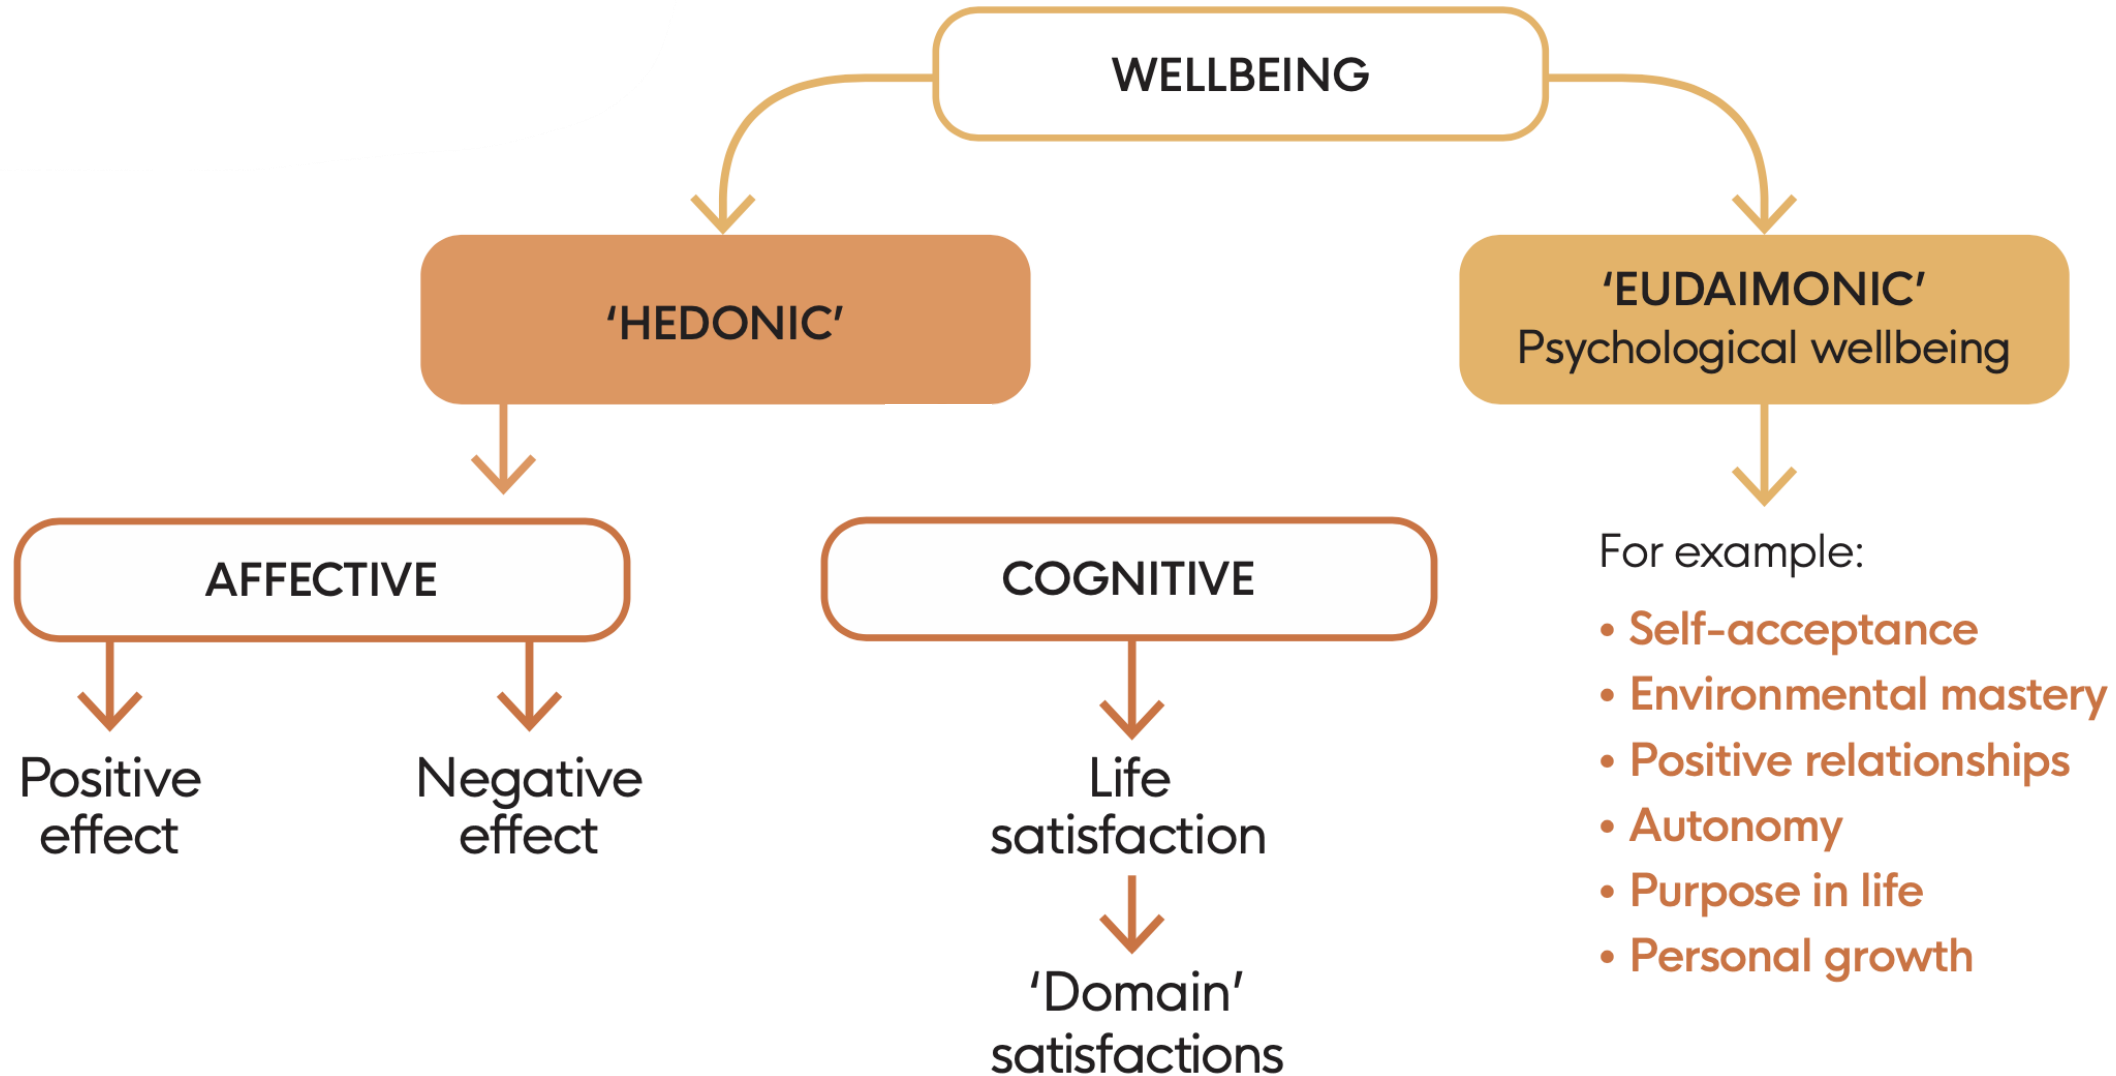 WELLBEING
‘HEDONIC’
‘EUDAIMONIC’
Psychological wellbeing
AFFECTIVE
COGNITIVE
Positive
effect
Negative
effect
Life
satisfaction
‘Domain’
satisfactions
For example:
• Self-acceptance
• Environmental mastery
• Positive relationships
• Autonomy
• Purpose in life
• Personal growth